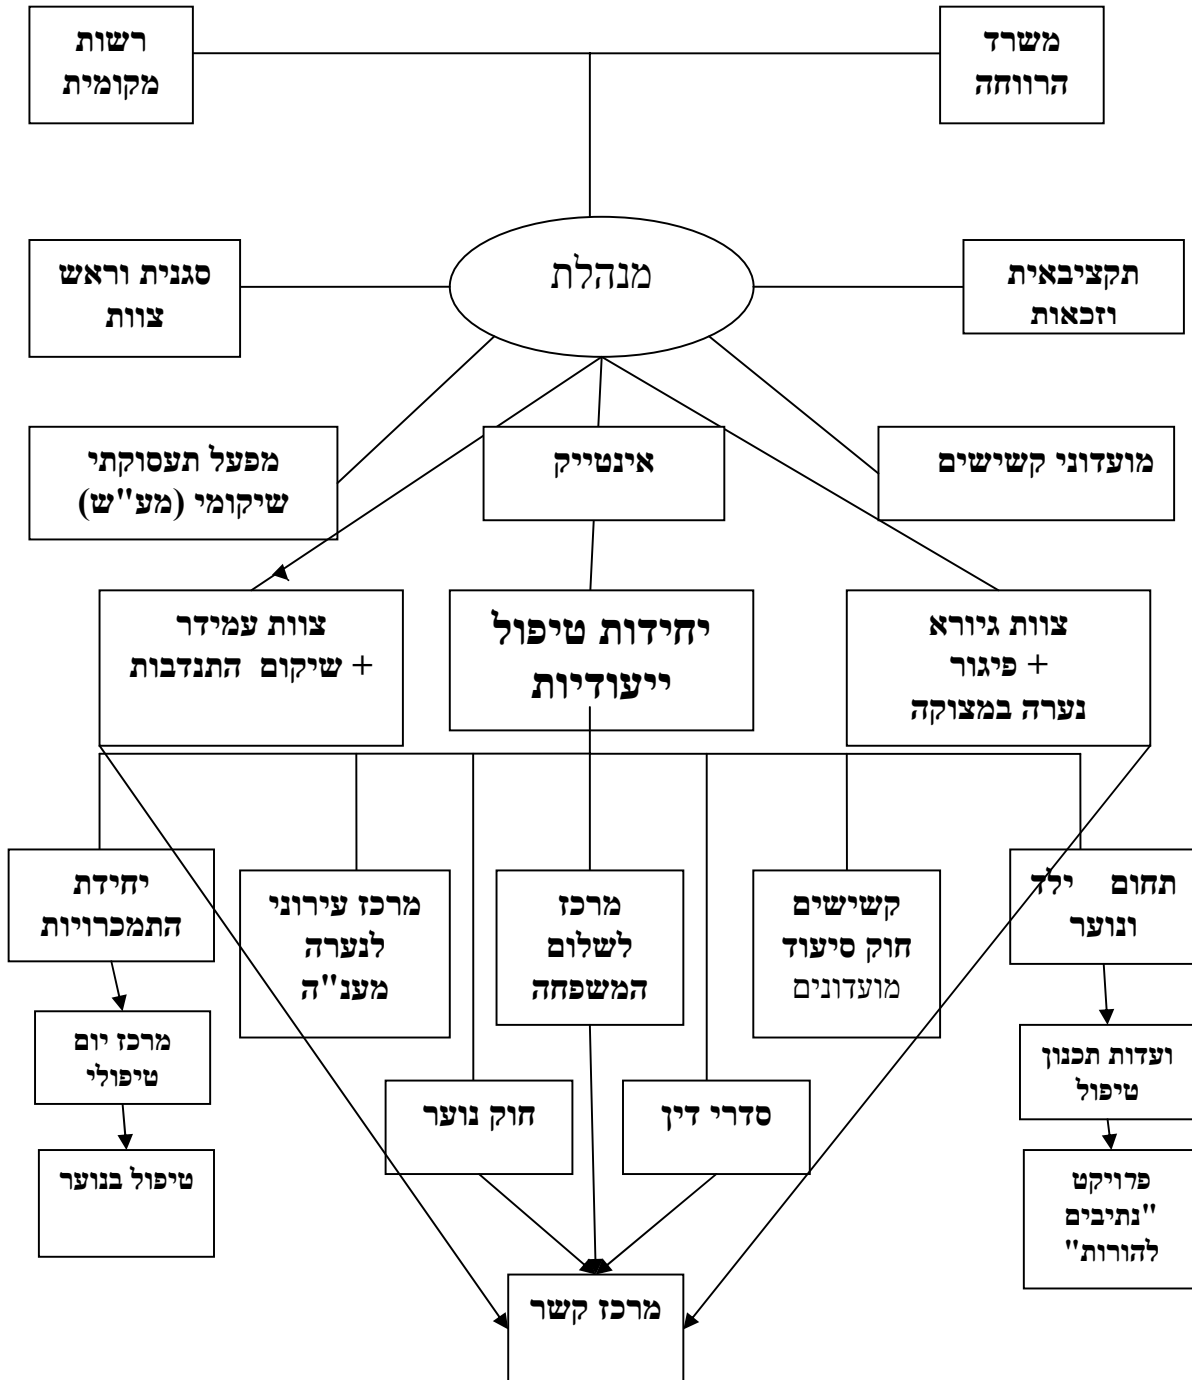 משרד
הרווחה
רשות
מקומית
מנהלת
תקציבאית
וזכאות
סגנית וראש
צוות
מועדוני קשישים
אינטייק
מפעל תעסוקתי
שיקומי (מע"ש)
צוות גיורא
+ פיגור
נערה במצוקה
יחידות טיפול
ייעודיות
צוות עמידר
+ שיקום התנדבות
תחום ילד
ונוער
קשישים
חוק סיעוד
מועדונים
מרכז
לשלום
המשפחה
מרכז עירוני
לנערה
מענ"ה
יחידת
התמכרויות
ועדות תכנון
טיפול
סדרי דין
חוק נוער
מרכז יום
טיפולי
פרויקט
"נתיבים
להורות"
טיפול בנוער
מרכז קשר